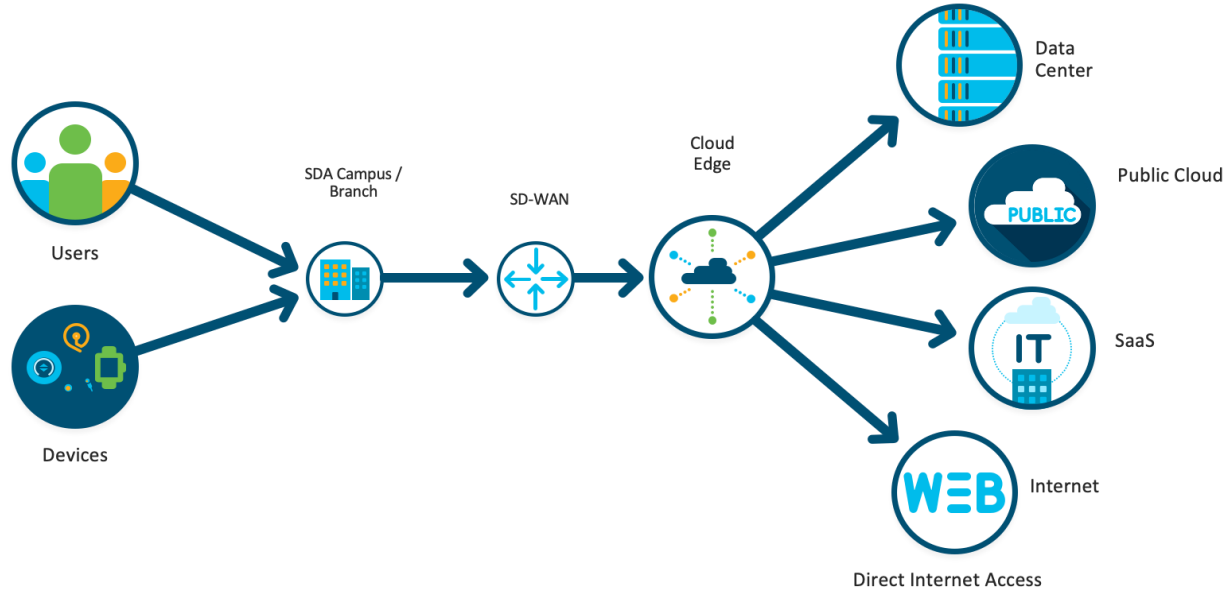 Data
Center
Cloud
Edge
SDA Campus /
Branch
Public Cloud
PUBLIC
SD-WAN
Users
SaaS
IT
Devices
WEB
Internet
Direct Internet Access